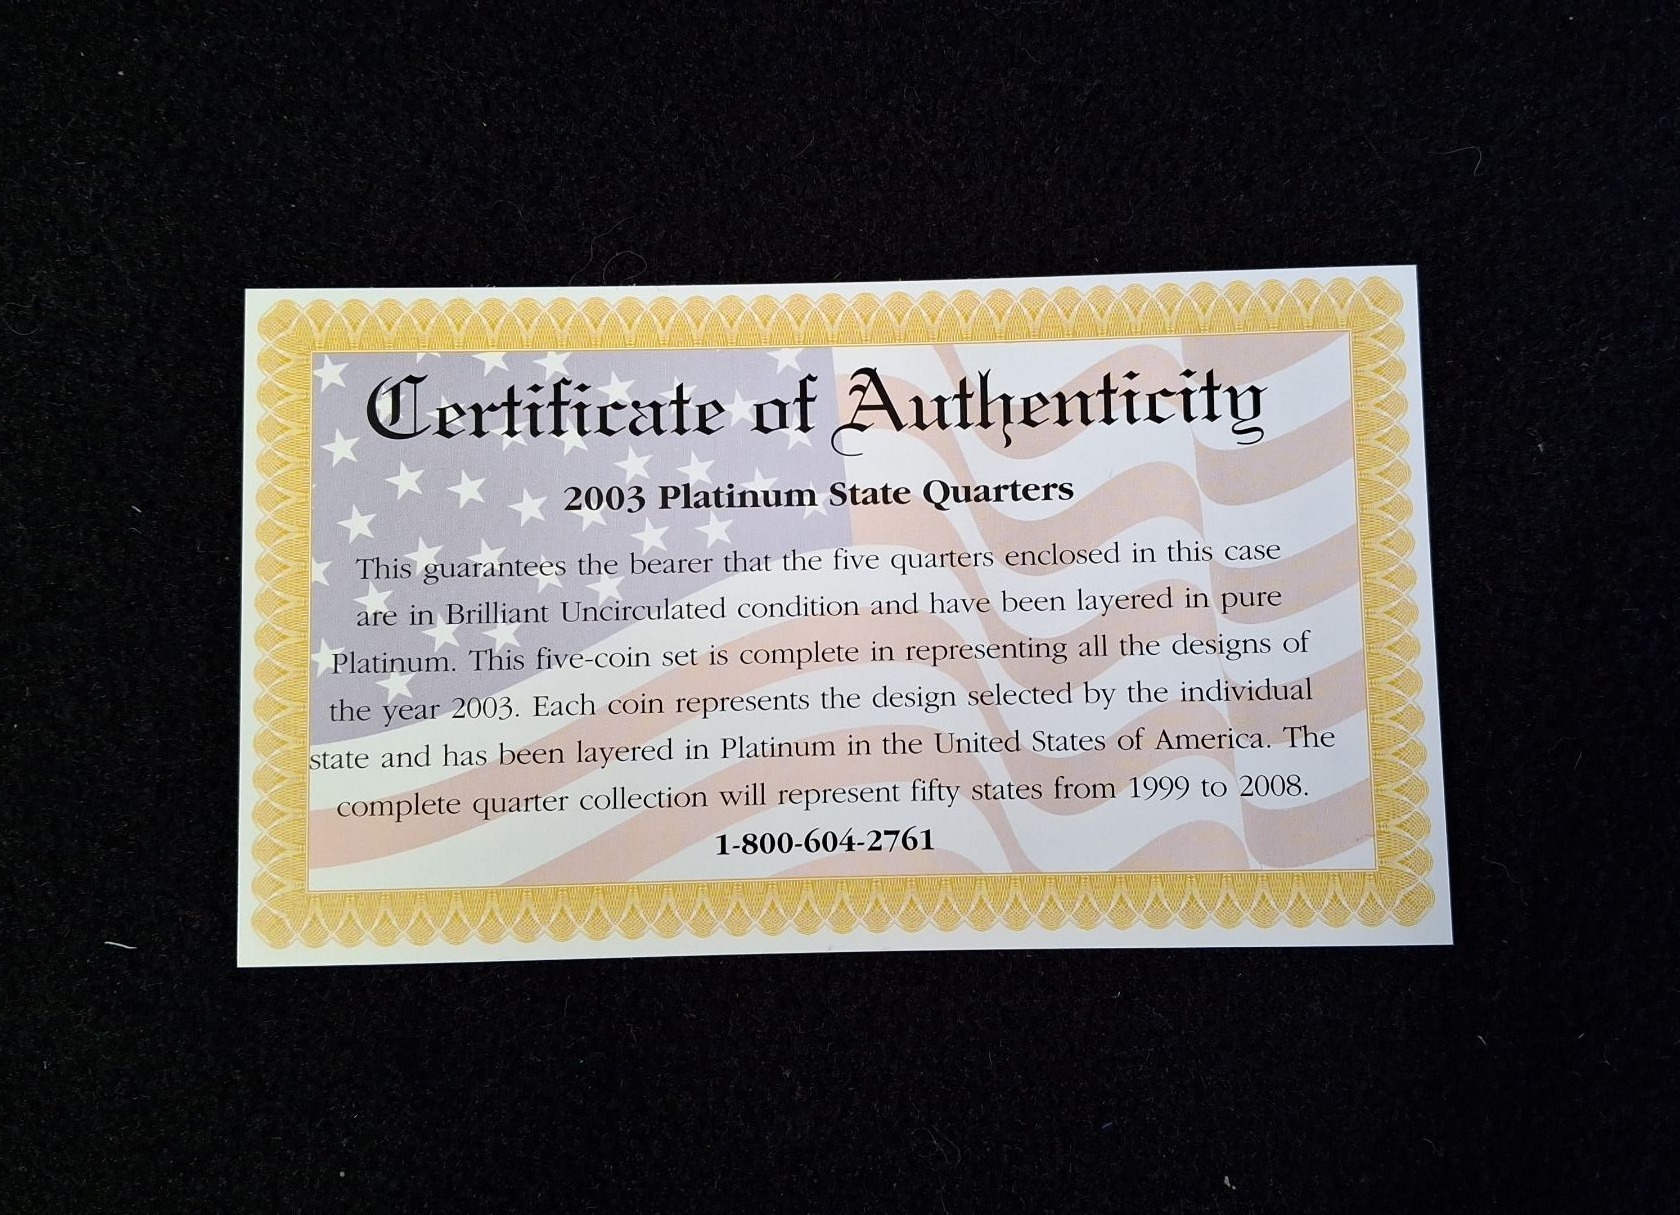 Certificate of Authenticity
2003 Platinum State Quarters
This guarantees the bearer that the five quarters enclosed in this case
are in Brilliant Uncirculated condition and have been layered in pure
Platinum. This five-coin set is complete in representing all the designs of
the year 2003. Each coin represents the design selected by the individual
state and has been layered in Platinum in the United States of America. The
complete quarter collection will represent fifty states from 1999 to 2008.
1-800-604-2761